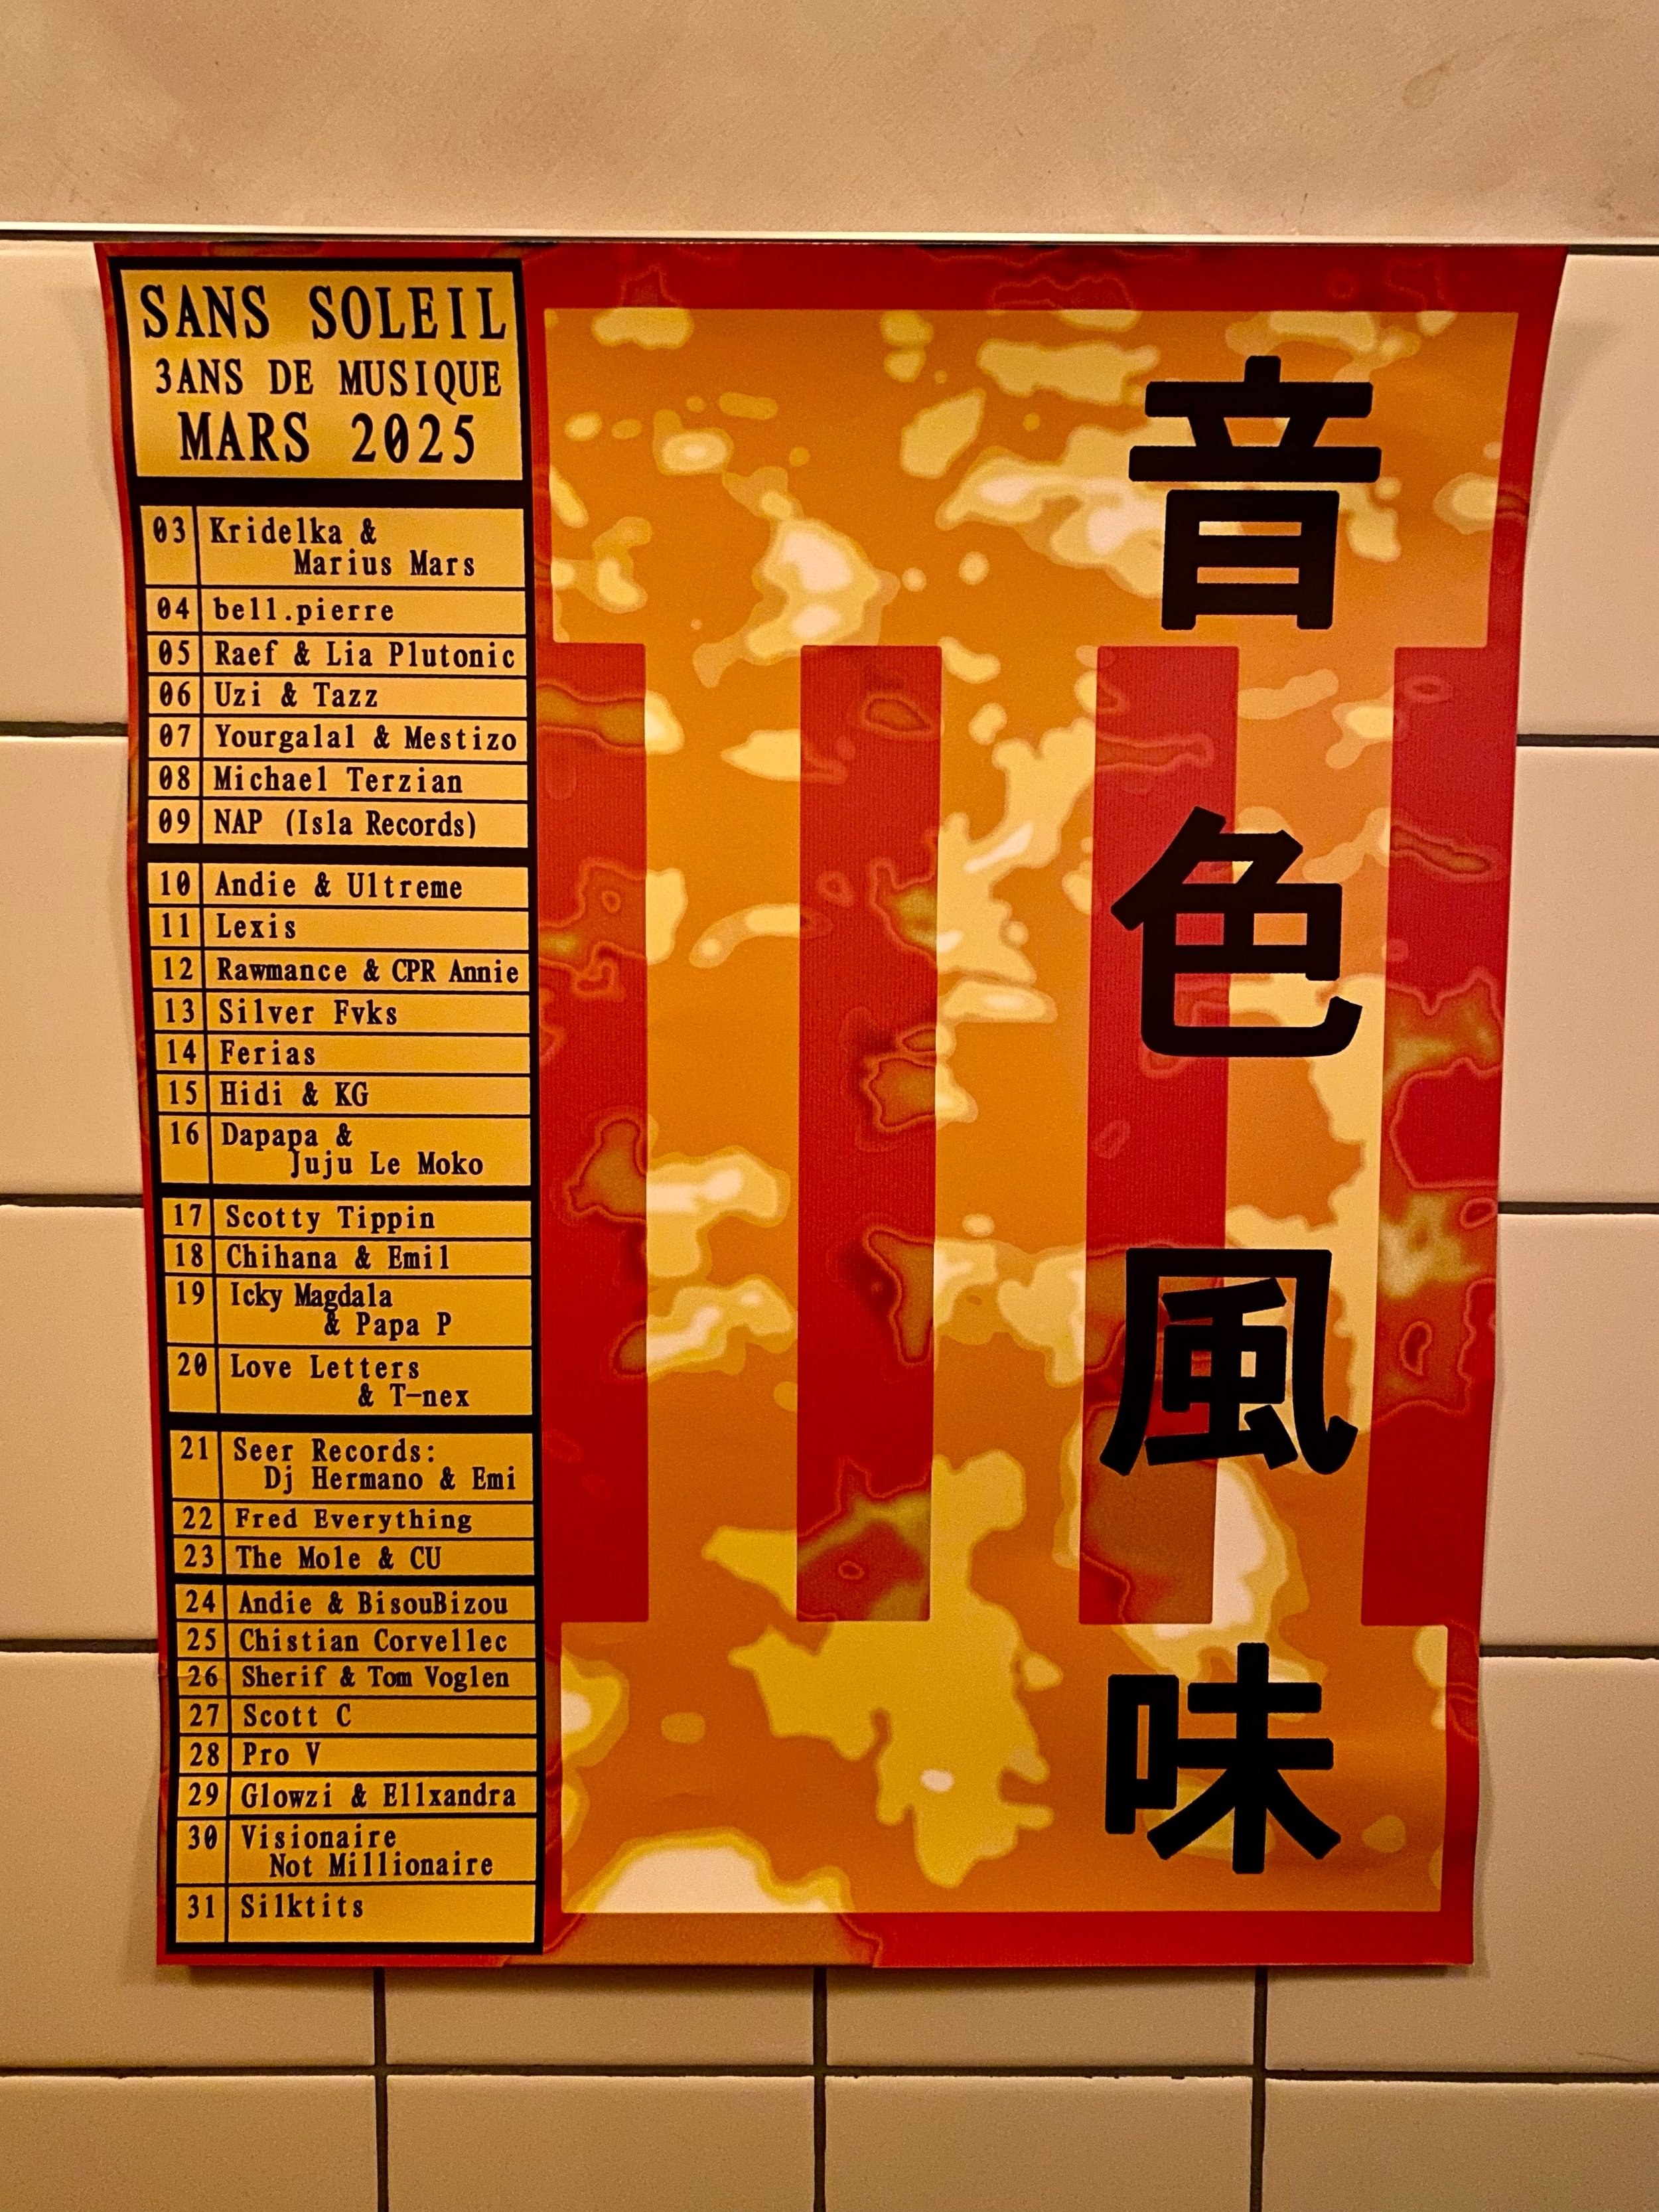 SANS SOLEIL
3ANS DE MUSIQUE
MARS 2025
03 Kridelka &
Marius Mars
04 bell.pierre
05 Raef & Lia Plutonic
06 Uzi & Tazz
07 Yourgalal & Mestizo
08 Michael Terzian
09 NAP (Isla Records)
10 Andie & Ultreme
11 Lexis
12 Rawmance & CPR Annie
13 Silver Fvks
14 Ferias
15 Hidi & KG
16 Dapapa &
Juju Le Moko
17 Scotty Tippin
18 Chihana & Emil
19 Icky Magdala
& Papa P
20 Love Letters
& T-nex
21 Seer Records:
Dj Hermano & Emi
22 Fred Everything
23 The Mole & CU
24 Andie & BisouBizou
25 Chistian Corvellec
26 Sherif & Tom Voglen
27 Scott C
28 Pro V
29 Glowzi & Ellxandra
30 Visionaire
Not Millionaire
31 Silktits
音
色
風
味